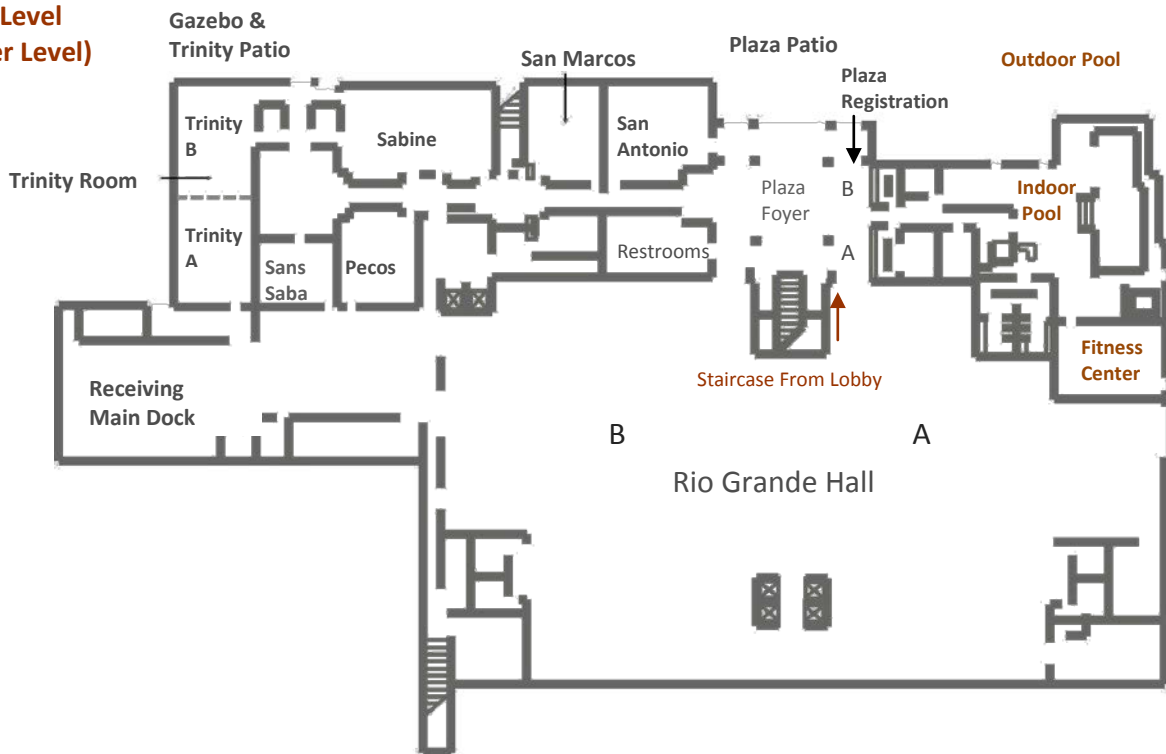 Level
er Level)
Gazebo &
Trinity Patio
San Marcos
Plaza Patio
Outdoor Pool
Plaza
Registration
Trinity
B
Sabine
San
Antonio
Trinity Room
Plaza
Foyer
B
Indoor
Pool
Trinity
A
Sans
Saba
Pecos
Restrooms
A
Receiving
Main Dock
Staircase From Lobby
Fitness
Center
B
A
Rio Grande Hall